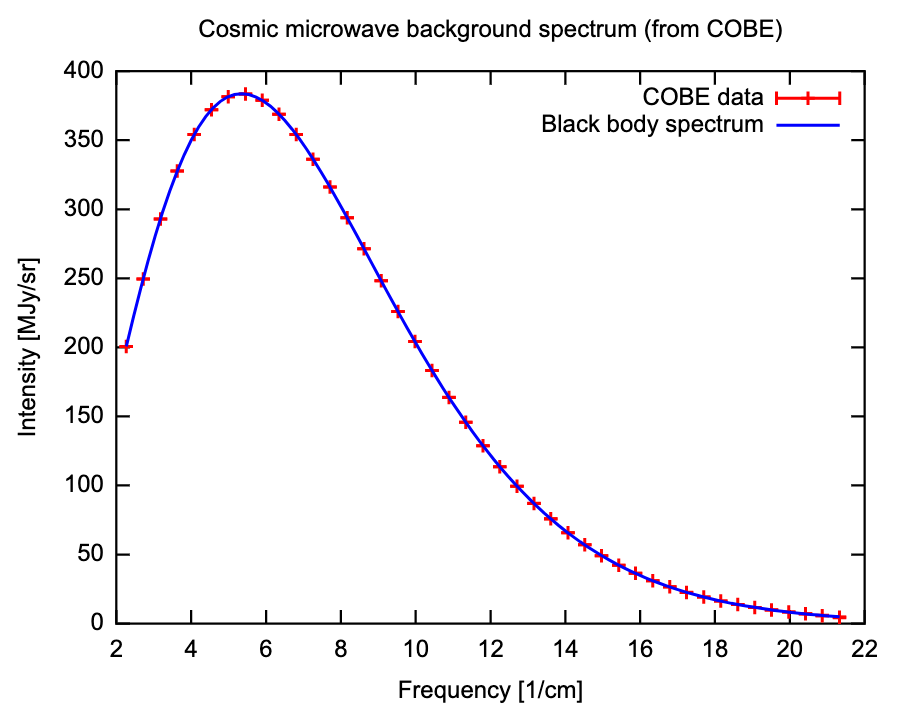 Cosmic microwave background spectrum (from COBE)
400
350
300
250
200
150
100
50
0
COBE data
Black body spectrum
Intensity [MJy/sr]
2 4 6 8 10 12 14 16 18 20 22
Frequency [1/cm]